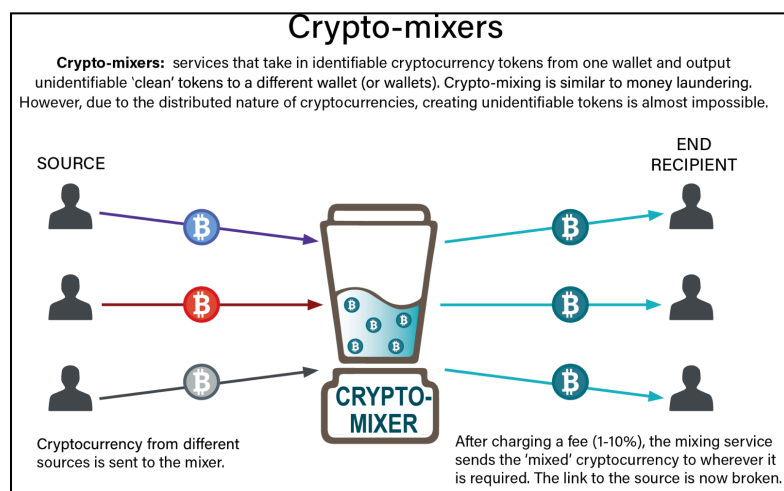 Crypto-mixers
Crypto-mixers: services that take in identifiable cryptocurrency tokens from one wallet and output
unidentifiable ‘clean’ tokens to a different wallet (or wallets). Crypto-mixing is similar to money laundering.
However, due to the distributed nature of cryptocurrencies, creating unidentifiable tokens is almost impossible.
SOURCE
END
RECIPIENT
CRYPTO-
MIXER
Cryptocurrency from different
sources is sent to the mixer.
After charging a fee (1-10%), the mixing service
sends the ‘mixed’ cryptocurrency to wherever it
is required. The link to the source is now broken.